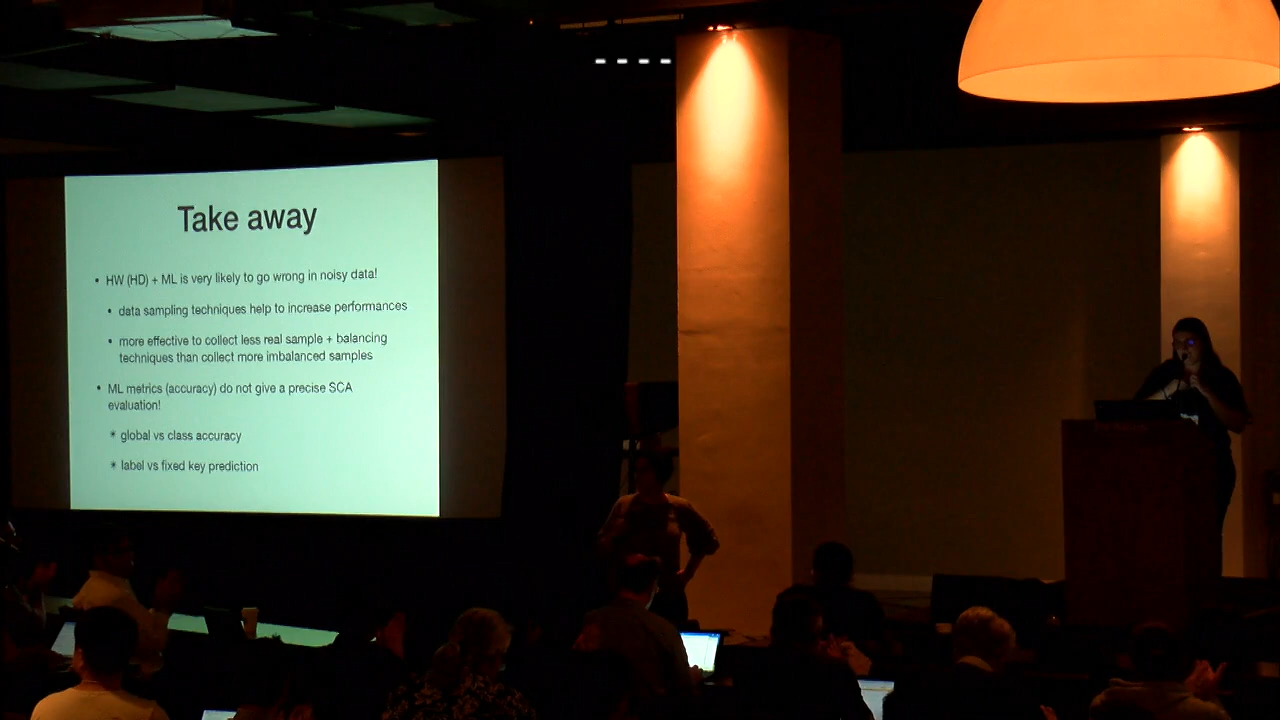 Take away
• HW (HD) + ML is very likely to go wrong in noisy data!
• data sampling techniques help to increase performances
• more effective to collect less real sample + balancing
techniques than collect more imbalanced samples
• ML metrics (accuracy) do not give a precise SCA
evaluation!
* global vs class accuracy
* label vs fixed key prediction